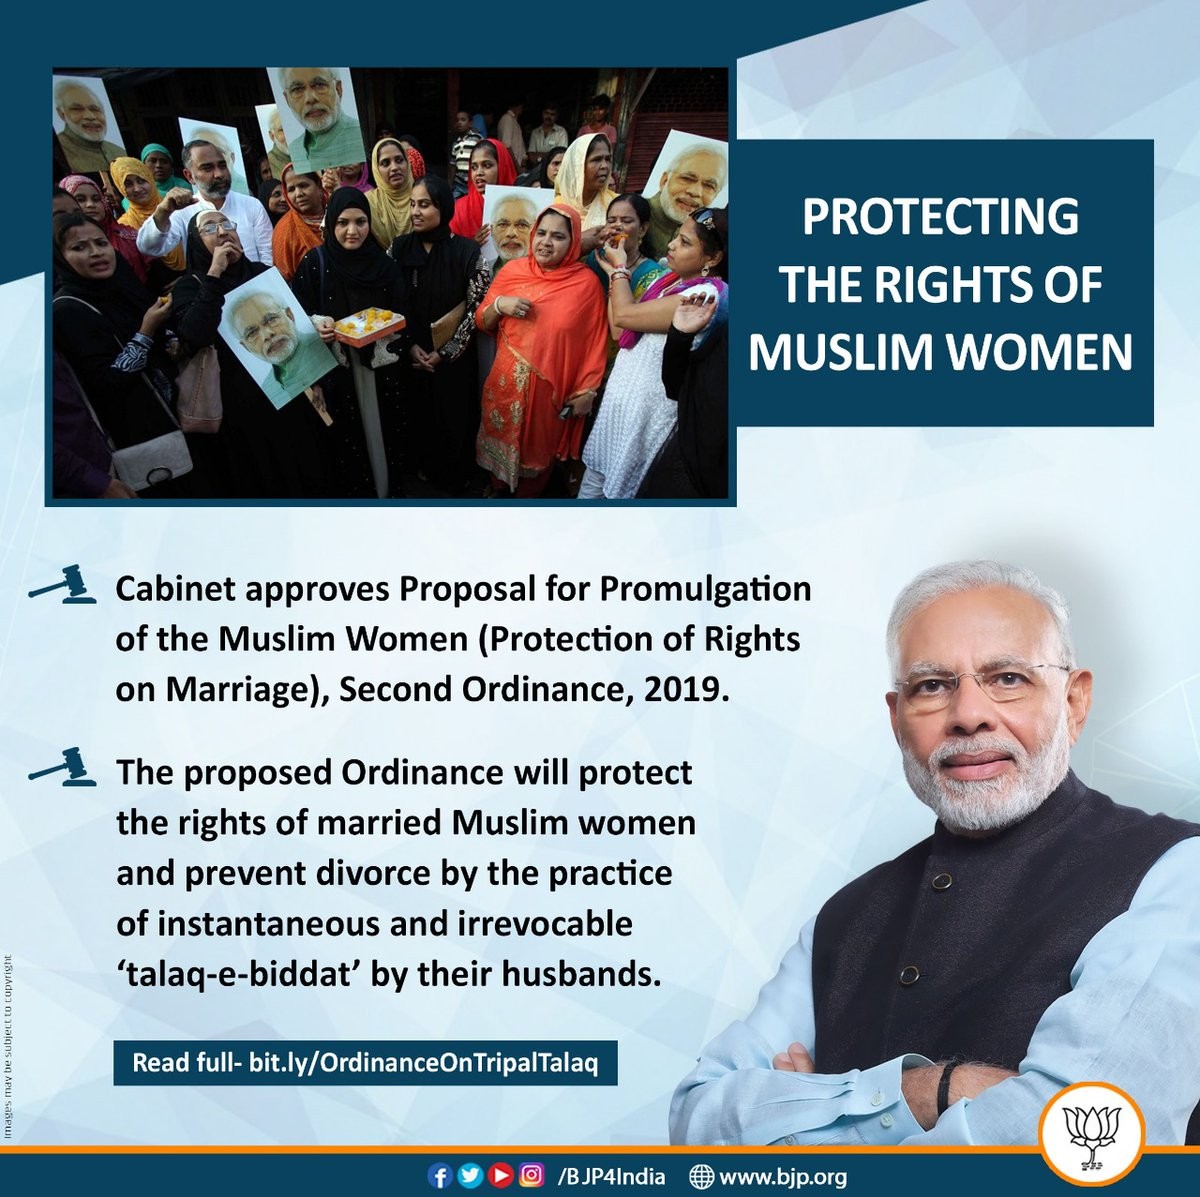 PROTECTING
THE RIGHTS OF
MUSLIM WOMEN
Cabinet approves Proposal for Promulgation
of the Muslim Women (Protection of Rights
on Marriage), Second Ordinance, 2019.
The proposed Ordinance will protect
the rights of married Muslim women
and prevent divorce by the practice
of instantaneous and irrevocable
‘talaq-e-biddat’ by their husbands.
Read full- bit.ly/OrdinanceOnTripalTalaq
Images may be subject to copyright
/BJP4India www.bjp.org